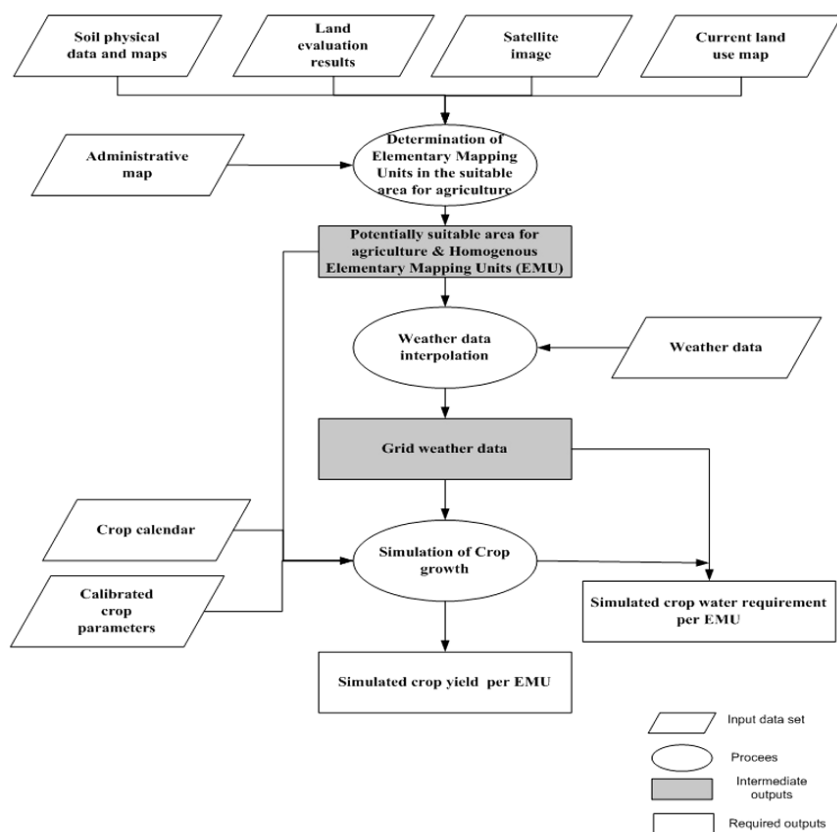 Soil physical
data and maps
Land
evaluation
results
Satellite
image
Current land
use map
Administrative
map
Determination of
Elementary Mapping
Units in the suitable
area for agriculture
Potentially suitable area for
agriculture & Homogenous
Elementary Mapping Units (EMU)
Weather data
interpolation
Weather data
Grid weather data
Crop calendar
Simulation of Crop
growth
Calibrated
crop
parameters
Simulated crop water requirement
per EMU
Simulated crop yield per EMU
Input data set
Procees
Intermediate
outputs
Required outputs